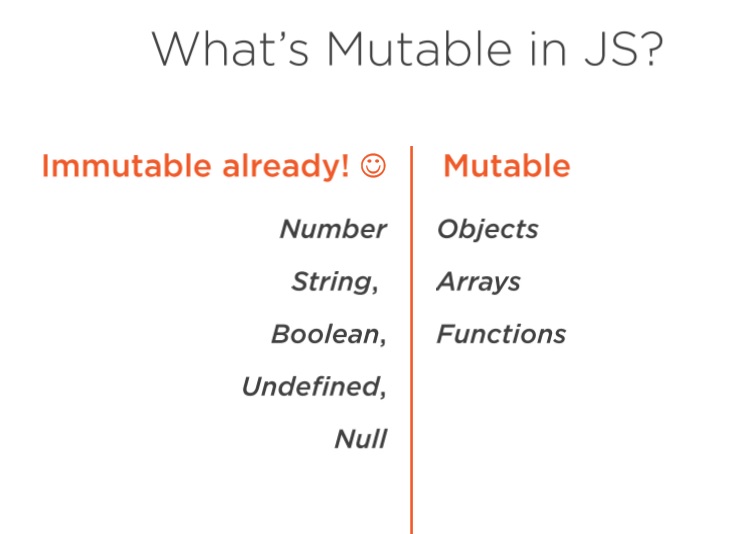 What's Mutable in JS?
Immutable already! ☺
Number
String,
Boolean,
Undefined,
Null
Mutable
Objects
Arrays
Functions